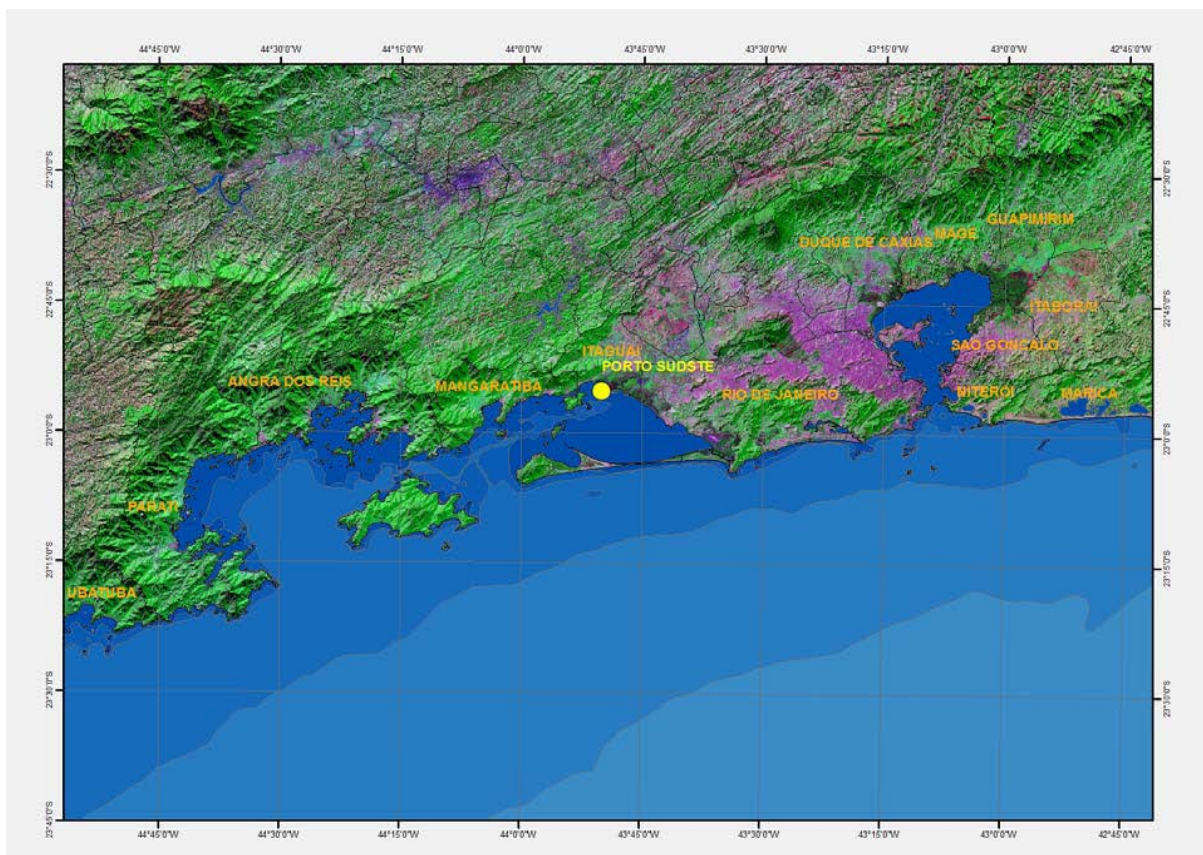 44°45'0"W 44°30'0"W 44°15'0"W 44°0'0"W 43°45'0"W 43°30'0"W 43°15'0"W 43°0'0"W 42°45'0"W
22°30'0"S
22°30'0"S
GUAPIMIRIM
MAGE
DUQUE DE CAXIAS
22°45'0"S
22°45'0"S
ITABORAI
SAO GONCALO
ITAGUAI
PORTO SUDSTE
ANGRA DOS REIS
MANGARATIBA
RIO DE JANEIRO
NITEROI
MARICA
23°0'0"S
23°0'0"S
PARATI
23°15'0"S
23°15'0"S
UBATUBA
23°30'0"S
23°30'0"S
23°45'0"S
44°45'0"W 44°30'0"W 44°15'0"W 44°0'0"W 43°45'0"W 43°30'0"W 43°15'0"W 43°0'0"W 42°45'0"W